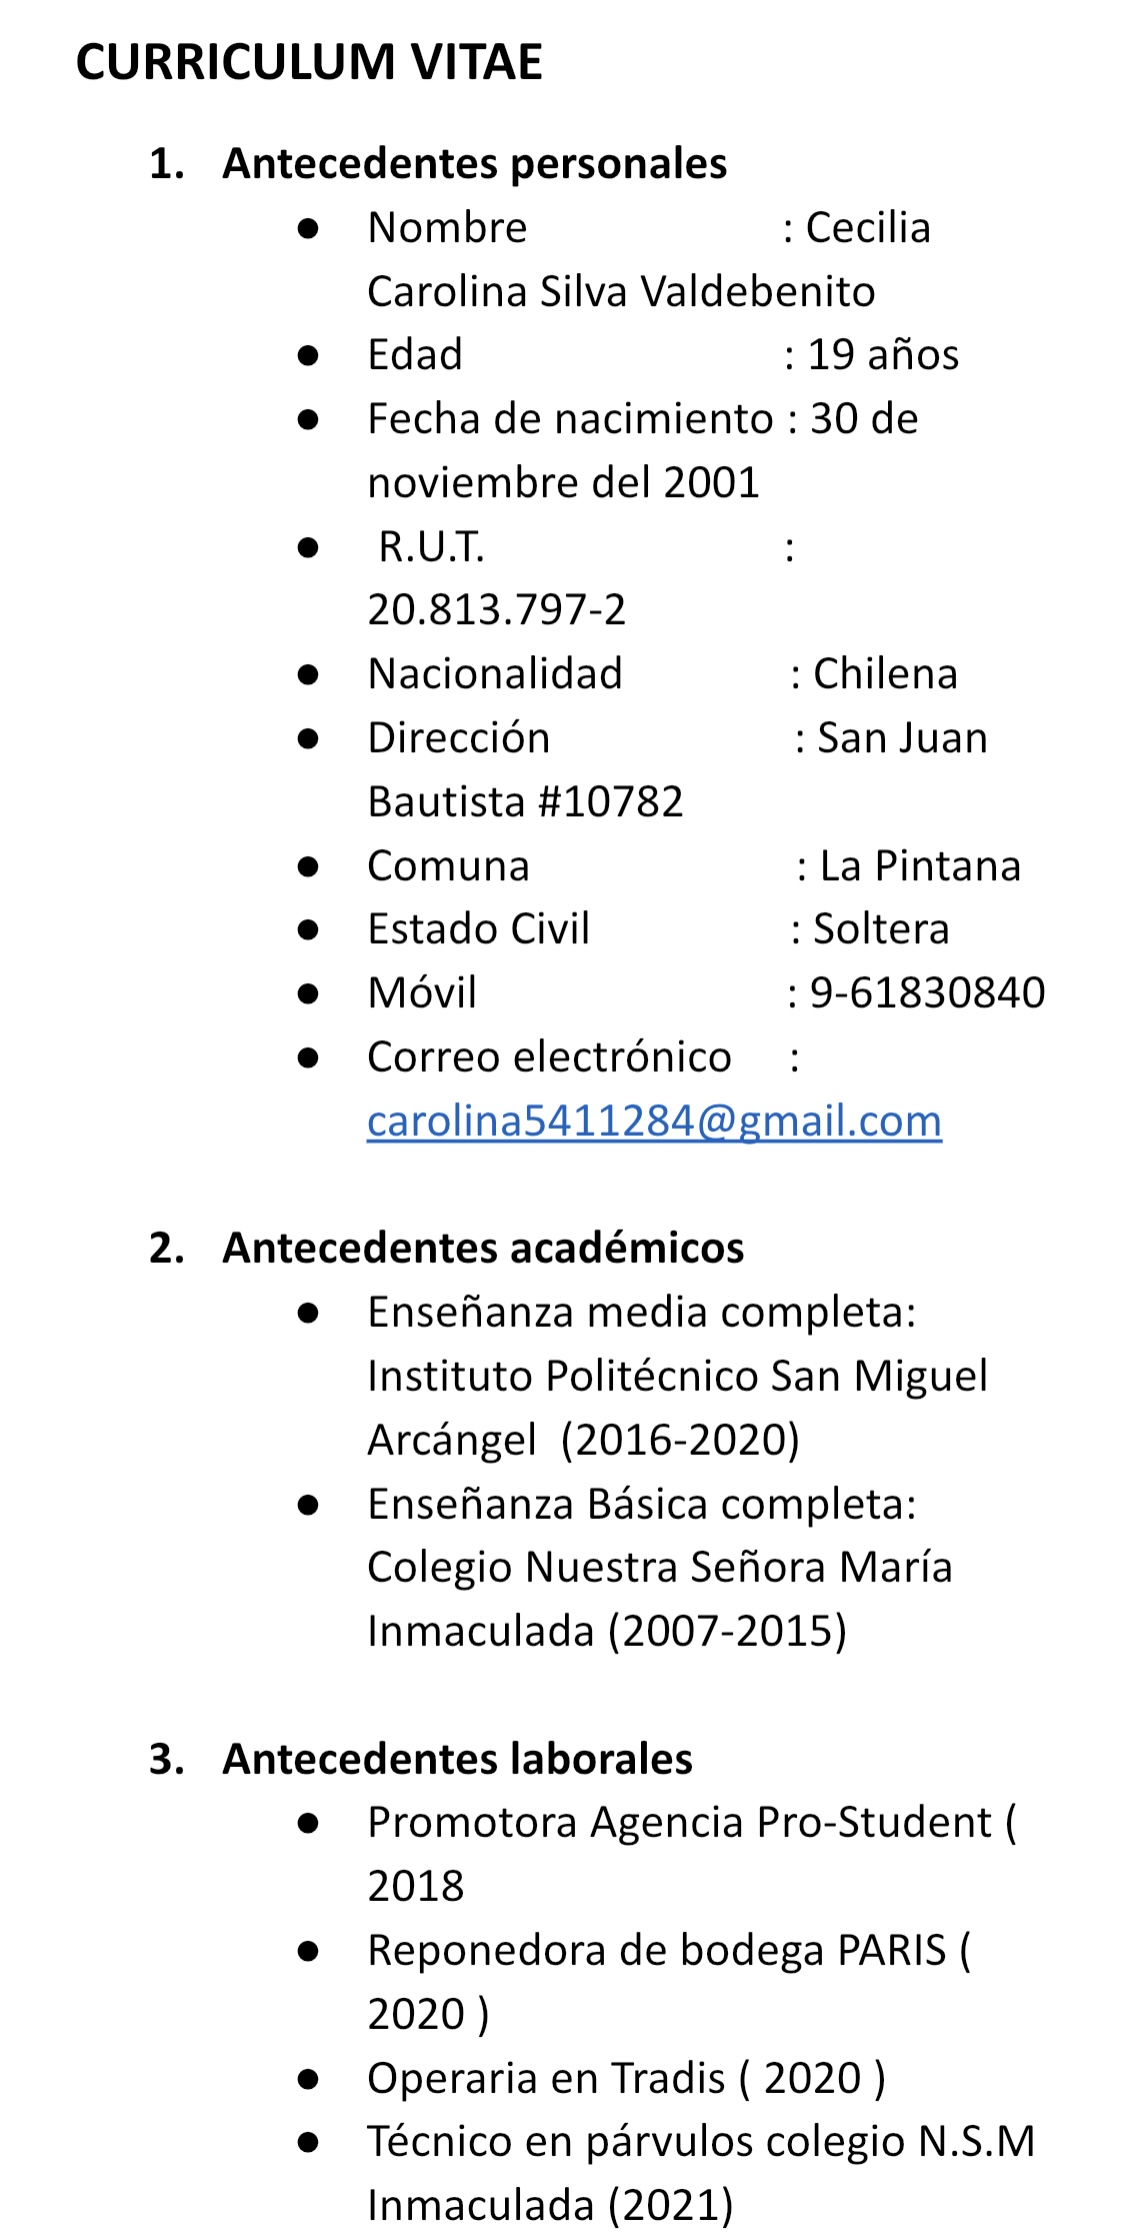 CURRICULUM VITAE
1. Antecedentes personales
● Nombre : Cecilia
Carolina Silva Valdebenito
● Edad : 19 años
● Fecha de nacimiento : 30 de
noviembre del 2001
● R.U.T. :
20.813.797-2
● Nacionalidad : Chilena
● Dirección : San Juan
Bautista #10782
● Comuna : La Pintana
● Estado Civil : Soltera
● Móvil : 9-61830840
● Correo electrónico :
carolina5411284@gmail.com
2. Antecedentes académicos
● Enseñanza media completa:
Instituto Politécnico San Miguel
Arcángel (2016-2020)
● Enseñanza Básica completa:
Colegio Nuestra Señora María
Inmaculada (2007-2015)
3. Antecedentes laborales
● Promotora Agencia Pro-Student (
2018
● Reponedora de bodega PARIS (
2020 )
● Operaria en Tradis ( 2020 )
● Técnico en párvulos colegio N.S.M
Inmaculada (2021)